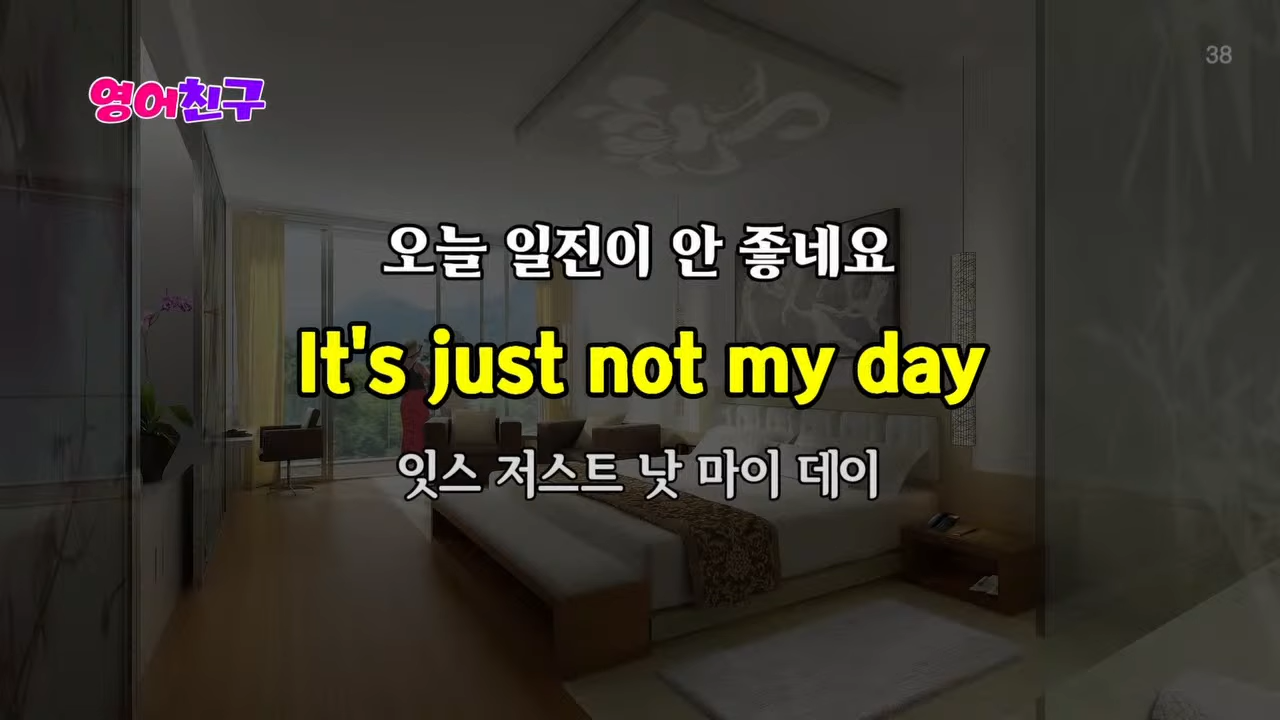 38
영어친구
오늘 일진이 안 좋네요
It's just not my day
잇스 저스트 낫 마이 데이